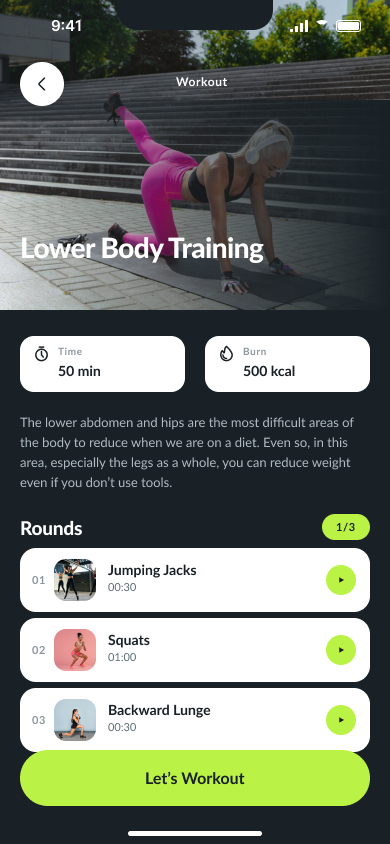 9:41
Workout
Lower Body Training
Time
50 min
Burn
500 kcal
The lower abdomen and hips are the most difficult areas of
the body to reduce when we are on a diet. Even so, in this
area, especially the legs as a whole, you can reduce weight
even if you don’t use tools.
Rounds
1/3
01
Jumping Jacks
00:30
02
Squats
01:00
03
Backward Lunge
00:30
Let’s Workout